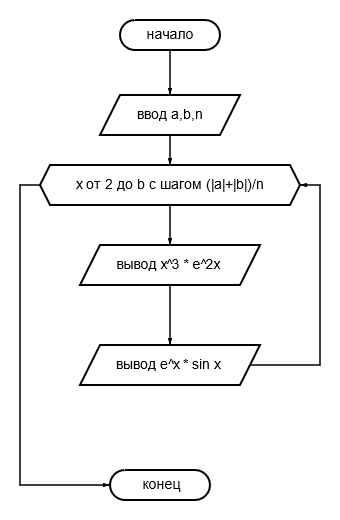 начало
ввод a,b,n
x от 2 до b с шагом (|a|+|b|)/n
вывод x^3 * e^2x
вывод e^x * sin x
конец